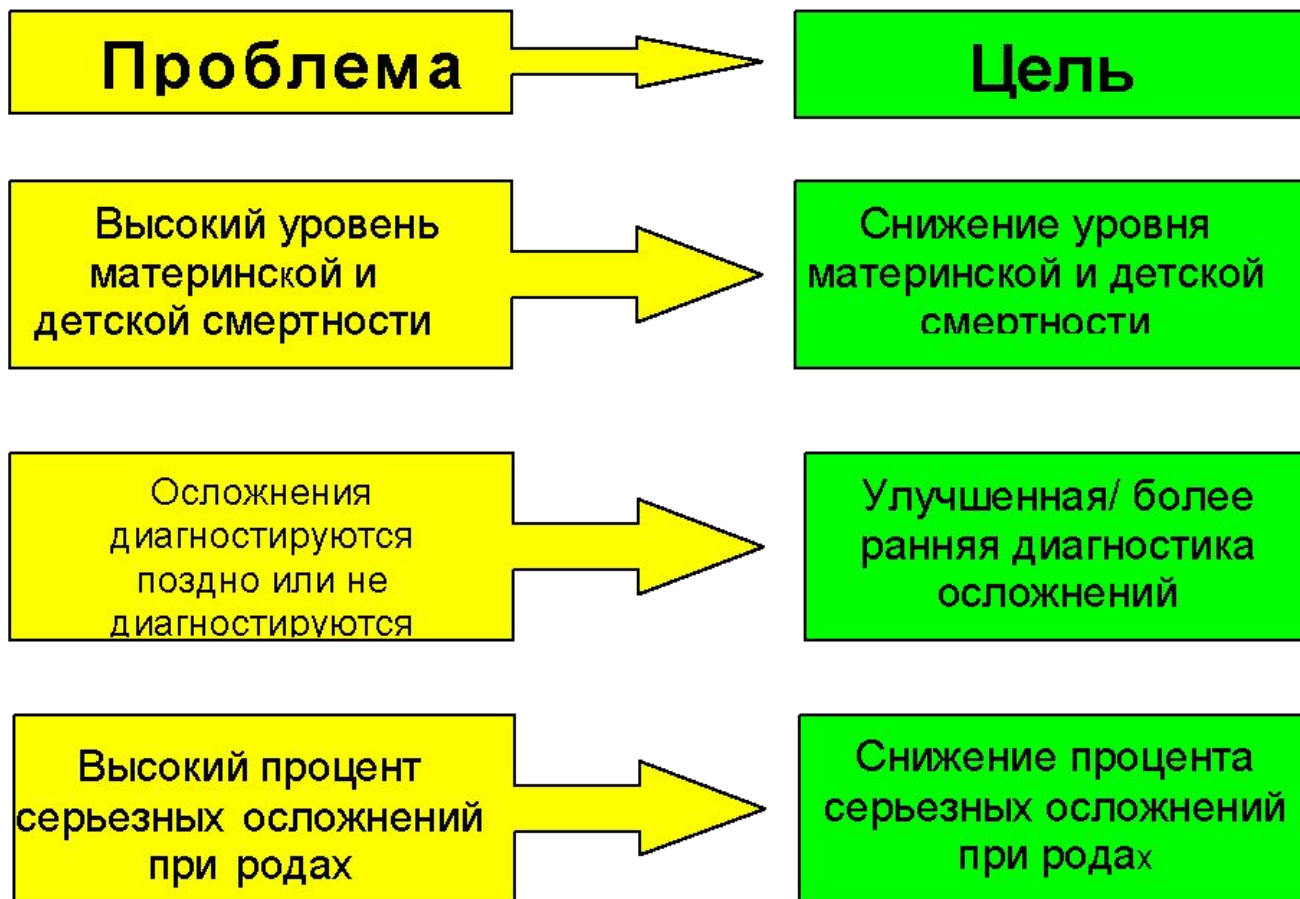 Проблема
Цель
Высокий уровень
материнской и
детской смертности
Снижение уровня
материнской и детской
смертности
Осложнения
диагностируются
поздно или не
диагностируются
Улучшенная/ более
ранняя диагностика
осложнений
Высокий процент
серьезных осложнений
при родах
Снижение процента
серьезных осложнений
при родах